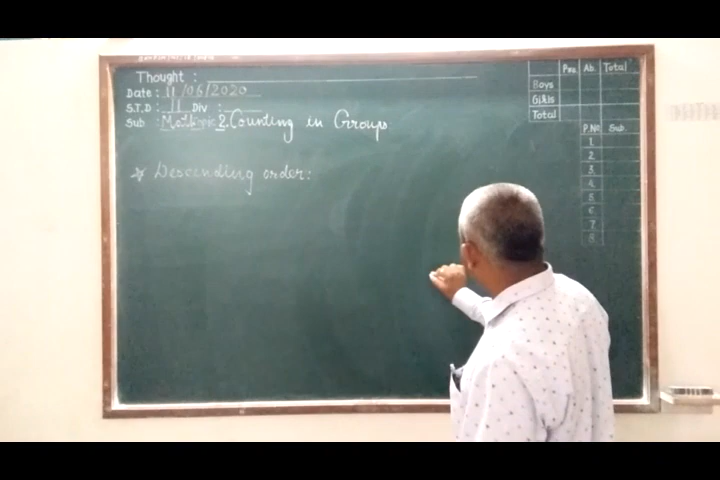 Thought :
Date : 11/06/2020
S.T.D : II Div :
Sub : Maths 2. Counting in Groups
Descending order:
Pre. Ab. Total
Boys
Girls
Total
P.No Sub.
1
2
3
4
5
6
7
8